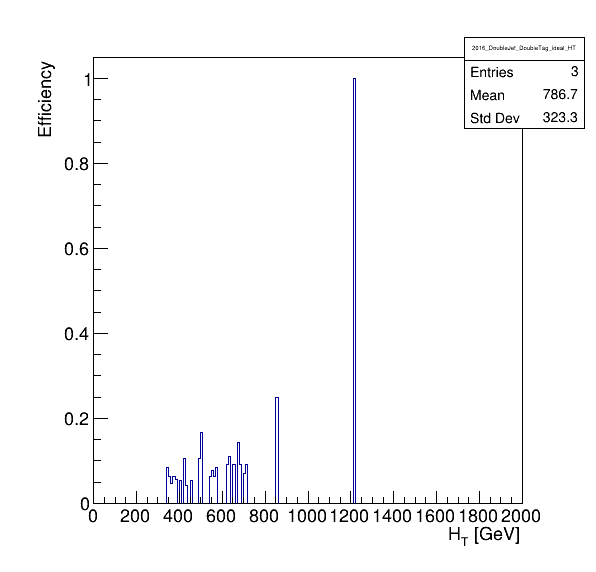 2016_DoubleJet_DoubleTag_ideal_HT
Entries 3
Mean 786.7
Std Dev 323.3
Efficiency
1
0.8
0.6
0.4
0.2
0
0 200 400 600 800 1000 1200 1400 1600 1800 2000
H_T [GeV]